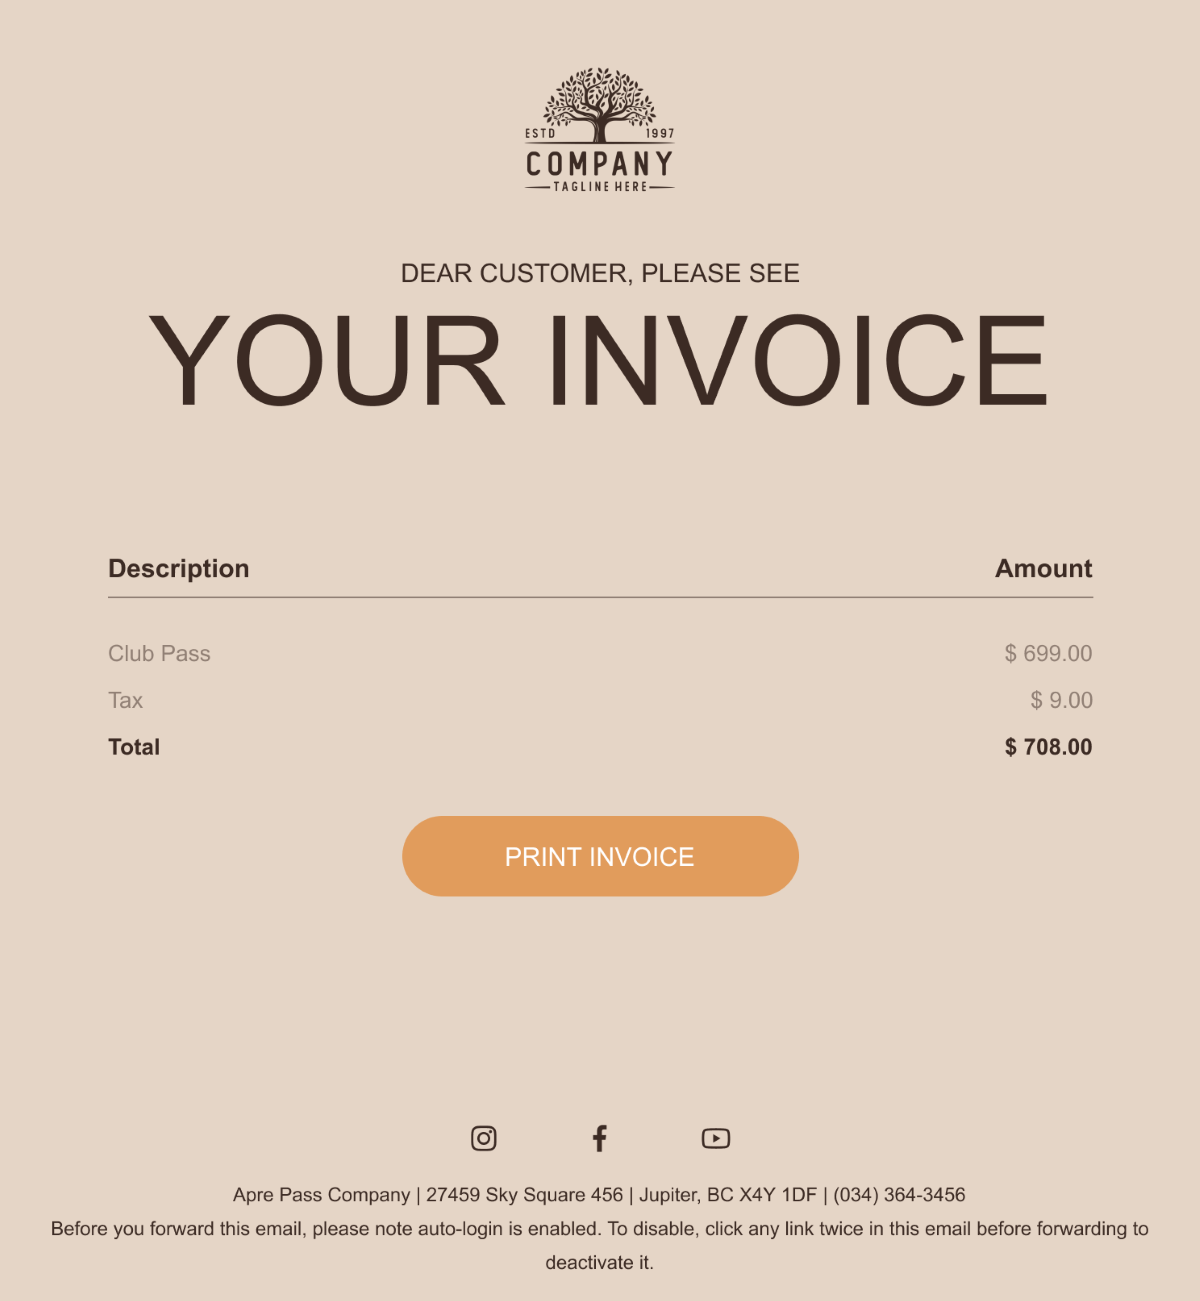 ESTD 1997
COMPANY
TAGLINE HERE
DEAR CUSTOMER, PLEASE SEE
YOUR INVOICE
Description Amount
Club Pass $ 699.00
Tax $ 9.00
Total $ 708.00
PRINT INVOICE
Apre Pass Company | 27459 Sky Square 456 | Jupiter, BC X4Y 1DF | (034) 364-3456
Before you forward this email, please note auto-login is enabled. To disable, click any link twice in this email before forwarding to
deactivate it.